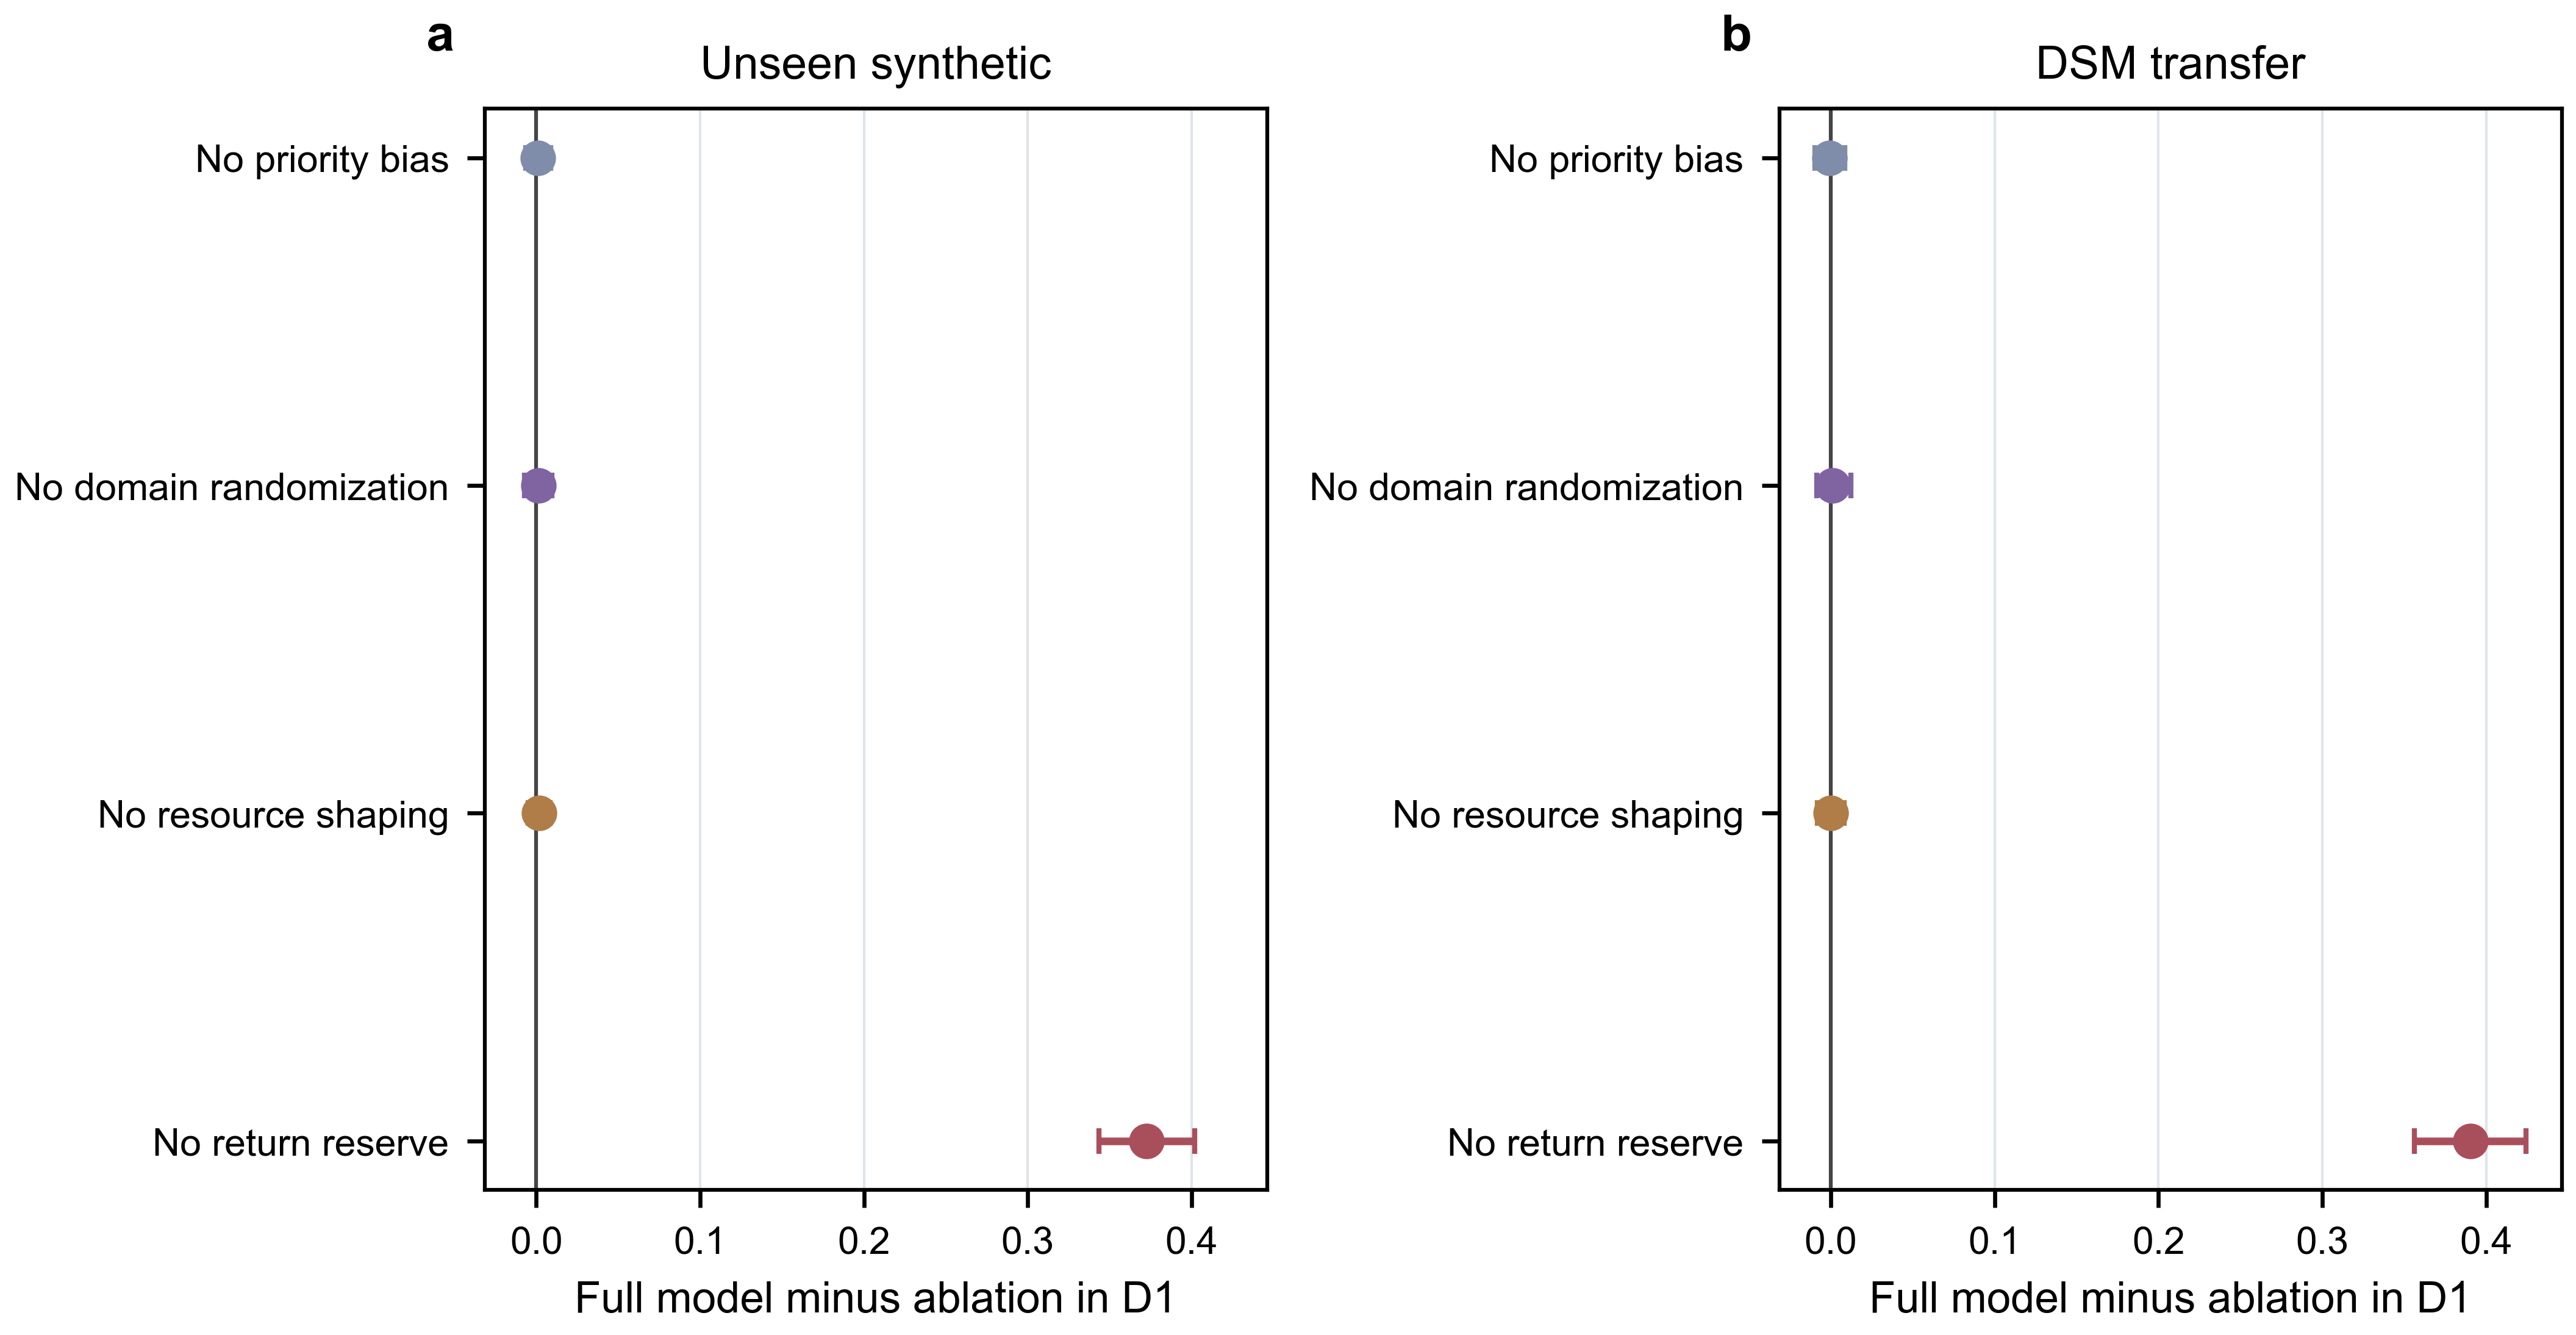 a
Unseen synthetic
No priority bias
No domain randomization
No resource shaping
No return reserve
0.0 0.1 0.2 0.3 0.4
Full model minus ablation in D1
b
DSM transfer
No priority bias
No domain randomization
No resource shaping
No return reserve
0.0 0.1 0.2 0.3 0.4
Full model minus ablation in D1